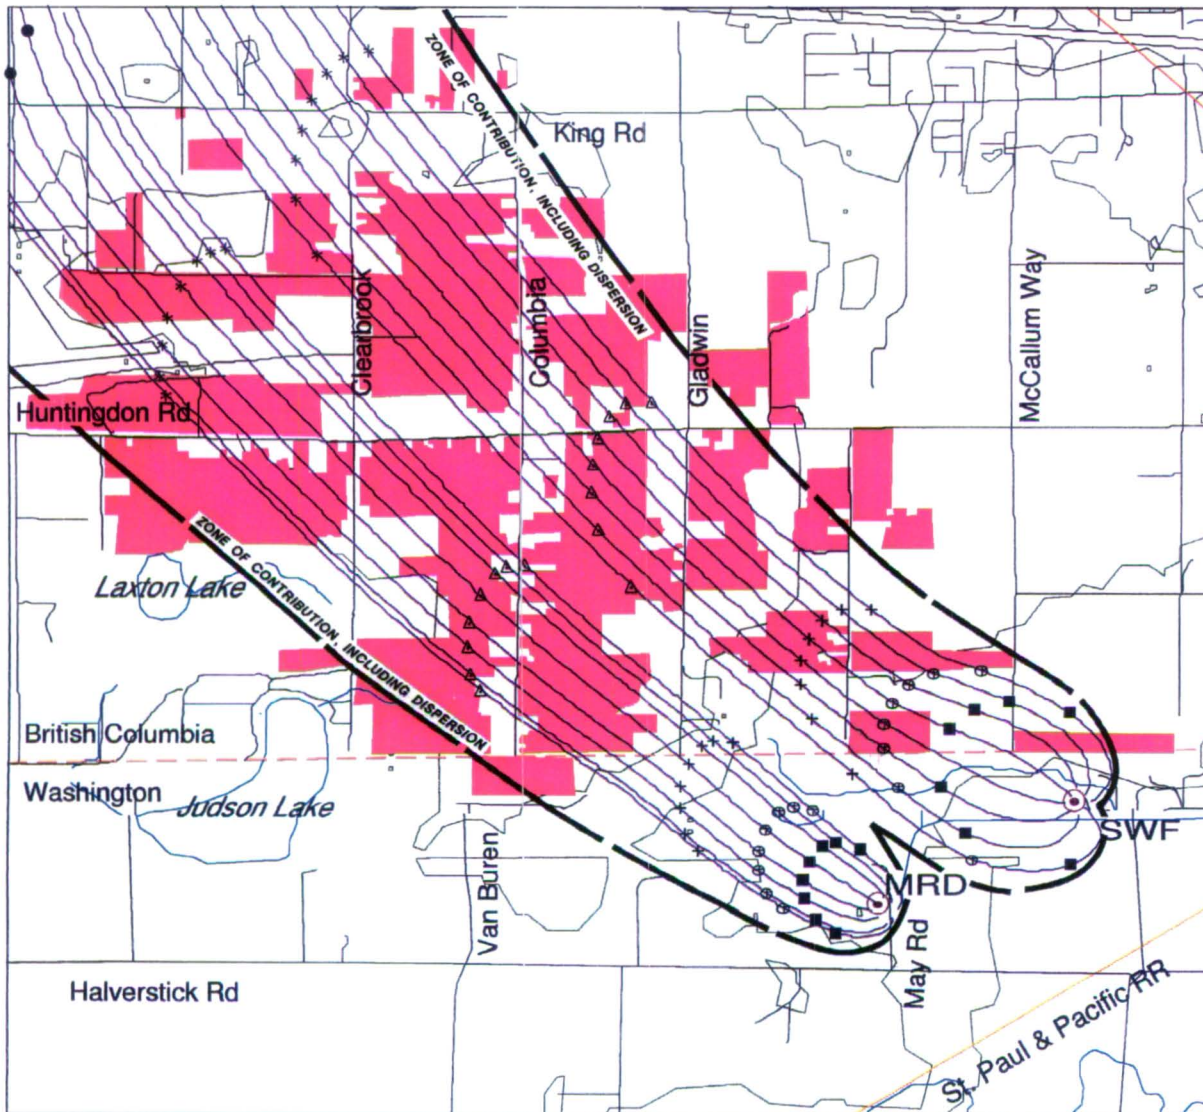 ZONE OF CONTRIBUTION, INCLUDING DISPERSION
King Rd
Clearbrook
Columbia
Gladwin
McCallum Way
Huntingdon Rd
ZONE OF CONTRIBUTION, INCLUDING DISPERSION
Laxton Lake
British Columbia
Washington
Judson Lake
SWF
MRD
Van Buren
May Rd
Halverstick Rd
St. Paul & Pacific RR